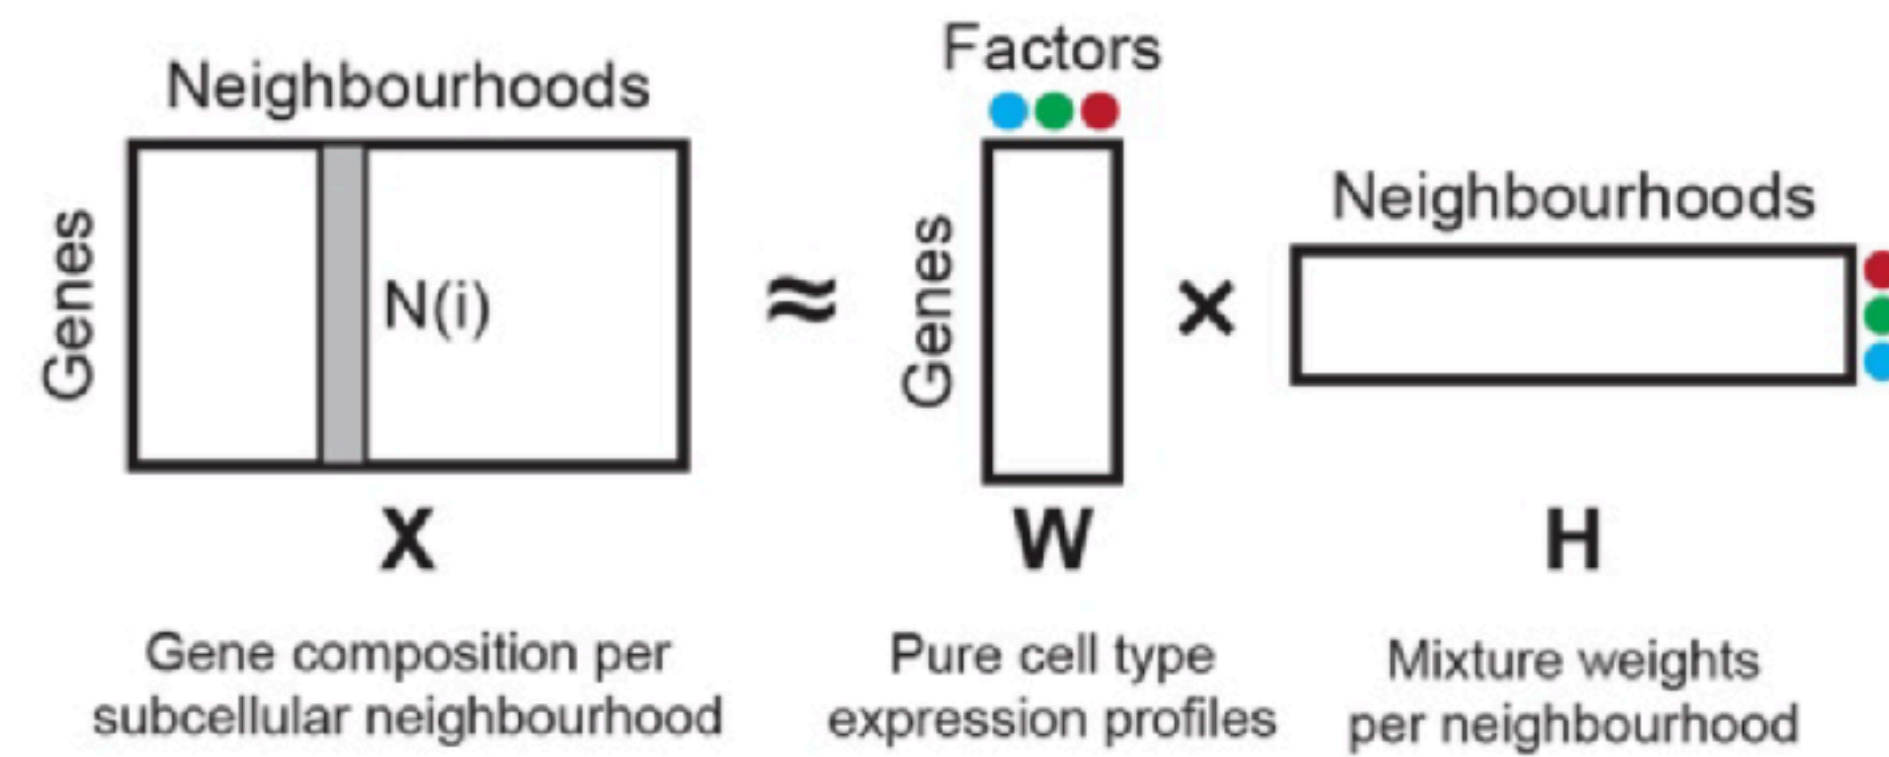 Neighbourhoods
Genes
N(i)
X
Gene composition per
subcellular neighbourhood
≈
Factors
Genes
W
Pure cell type
expression profiles
×
Neighbourhoods
H
Mixture weights
per neighbourhood